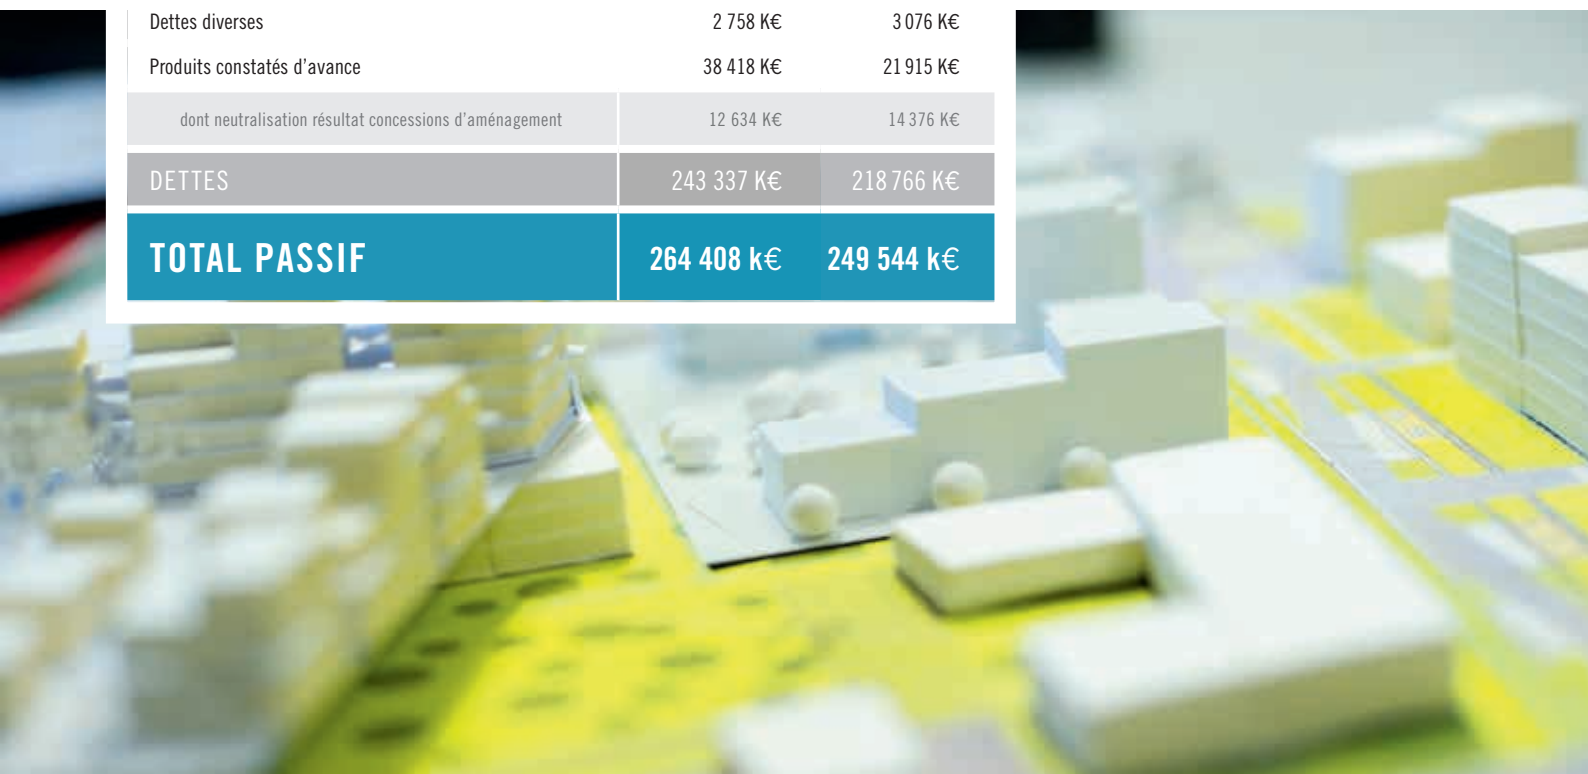 Dettes diverses 2 758 K€ 3 076 K€
Produits constatés d’avance 38 418 K€ 21 915 K€
dont neutralisation résultat concessions d’aménagement 12 634 K€ 14 376 K€
DETTES 243 337 K€ 218 766 K€
TOTAL PASSIF 264 408 k€ 249 544 k€